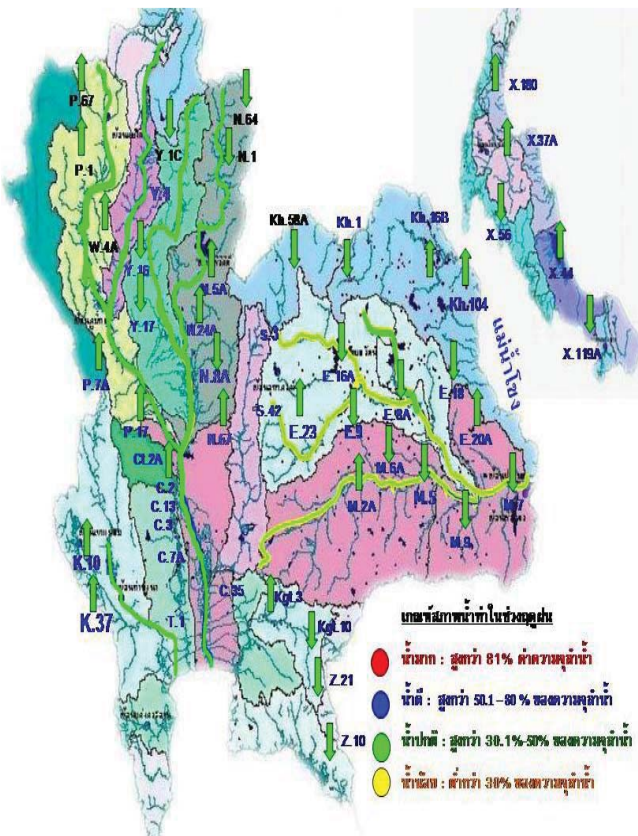 P.67
N.64
Y.1C
N.1
P.1
W.4A
Y.16
N.5A
Y.17
N.24A
P.7A
N.8A
P.17
N.67
C.2
C.13
C.3
C.7A
C.35
T.1
K.10
K.37
Kh.58A
Kh.1
Kh.16B
Kh.104
แม่น้ำโขง
S.3
S.42
E.16A
E.23
E.9
E.8A
E.18
E.20A
M.6A
M.2A
M.5
M.9
M.7
Kgt.3
Kgt.10
Z.21
Z.10
X.180
X.37A
X.56
X.44
X.119A
เกณฑ์สภาพน้ำท่าในช่วงฤดูฝน
น้ำมาก : สูงกว่า 81% ค่าความจุลำน้ำ
น้ำดี : สูงกว่า 50.1-80 % ของความจุลำน้ำ
น้ำปกติ : สูงกว่า 30.1%-50% ของความจุลำน้ำ
น้ำน้อย : ต่ำกว่า 30% ของความจุลำน้ำ